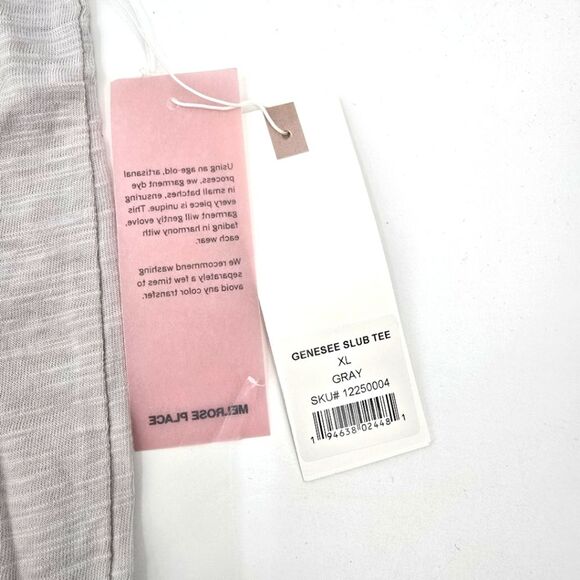 Using an age-old, artisanal
process, we garment dye
in small batches, ensuring
every piece is unique. This
garment will gently evolve,
fading in harmony with
each wear.
We recommend washing
separately a few times to
avoid any color transfer.
MELROSE PLACE
GENESEE SLUB TEE
XL
GRAY
SKU# 12250004
1 94638 02448 1